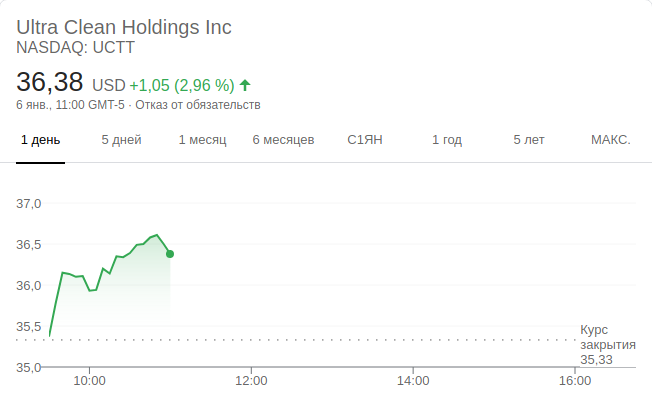 Ultra Clean Holdings Inc
NASDAQ: UCTT
36,38 USD +1,05 (2,96 %)
6 янв., 11:00 GMT-5 · Отказ от обязательств
1 день 5 дней 1 месяц 6 месяцев С1ЯН 1 год 5 лет МАКС.
37,0
36,5
36,0
35,5
35,0
Курс
закрытия
35,33
10:00 12:00 14:00 16:00